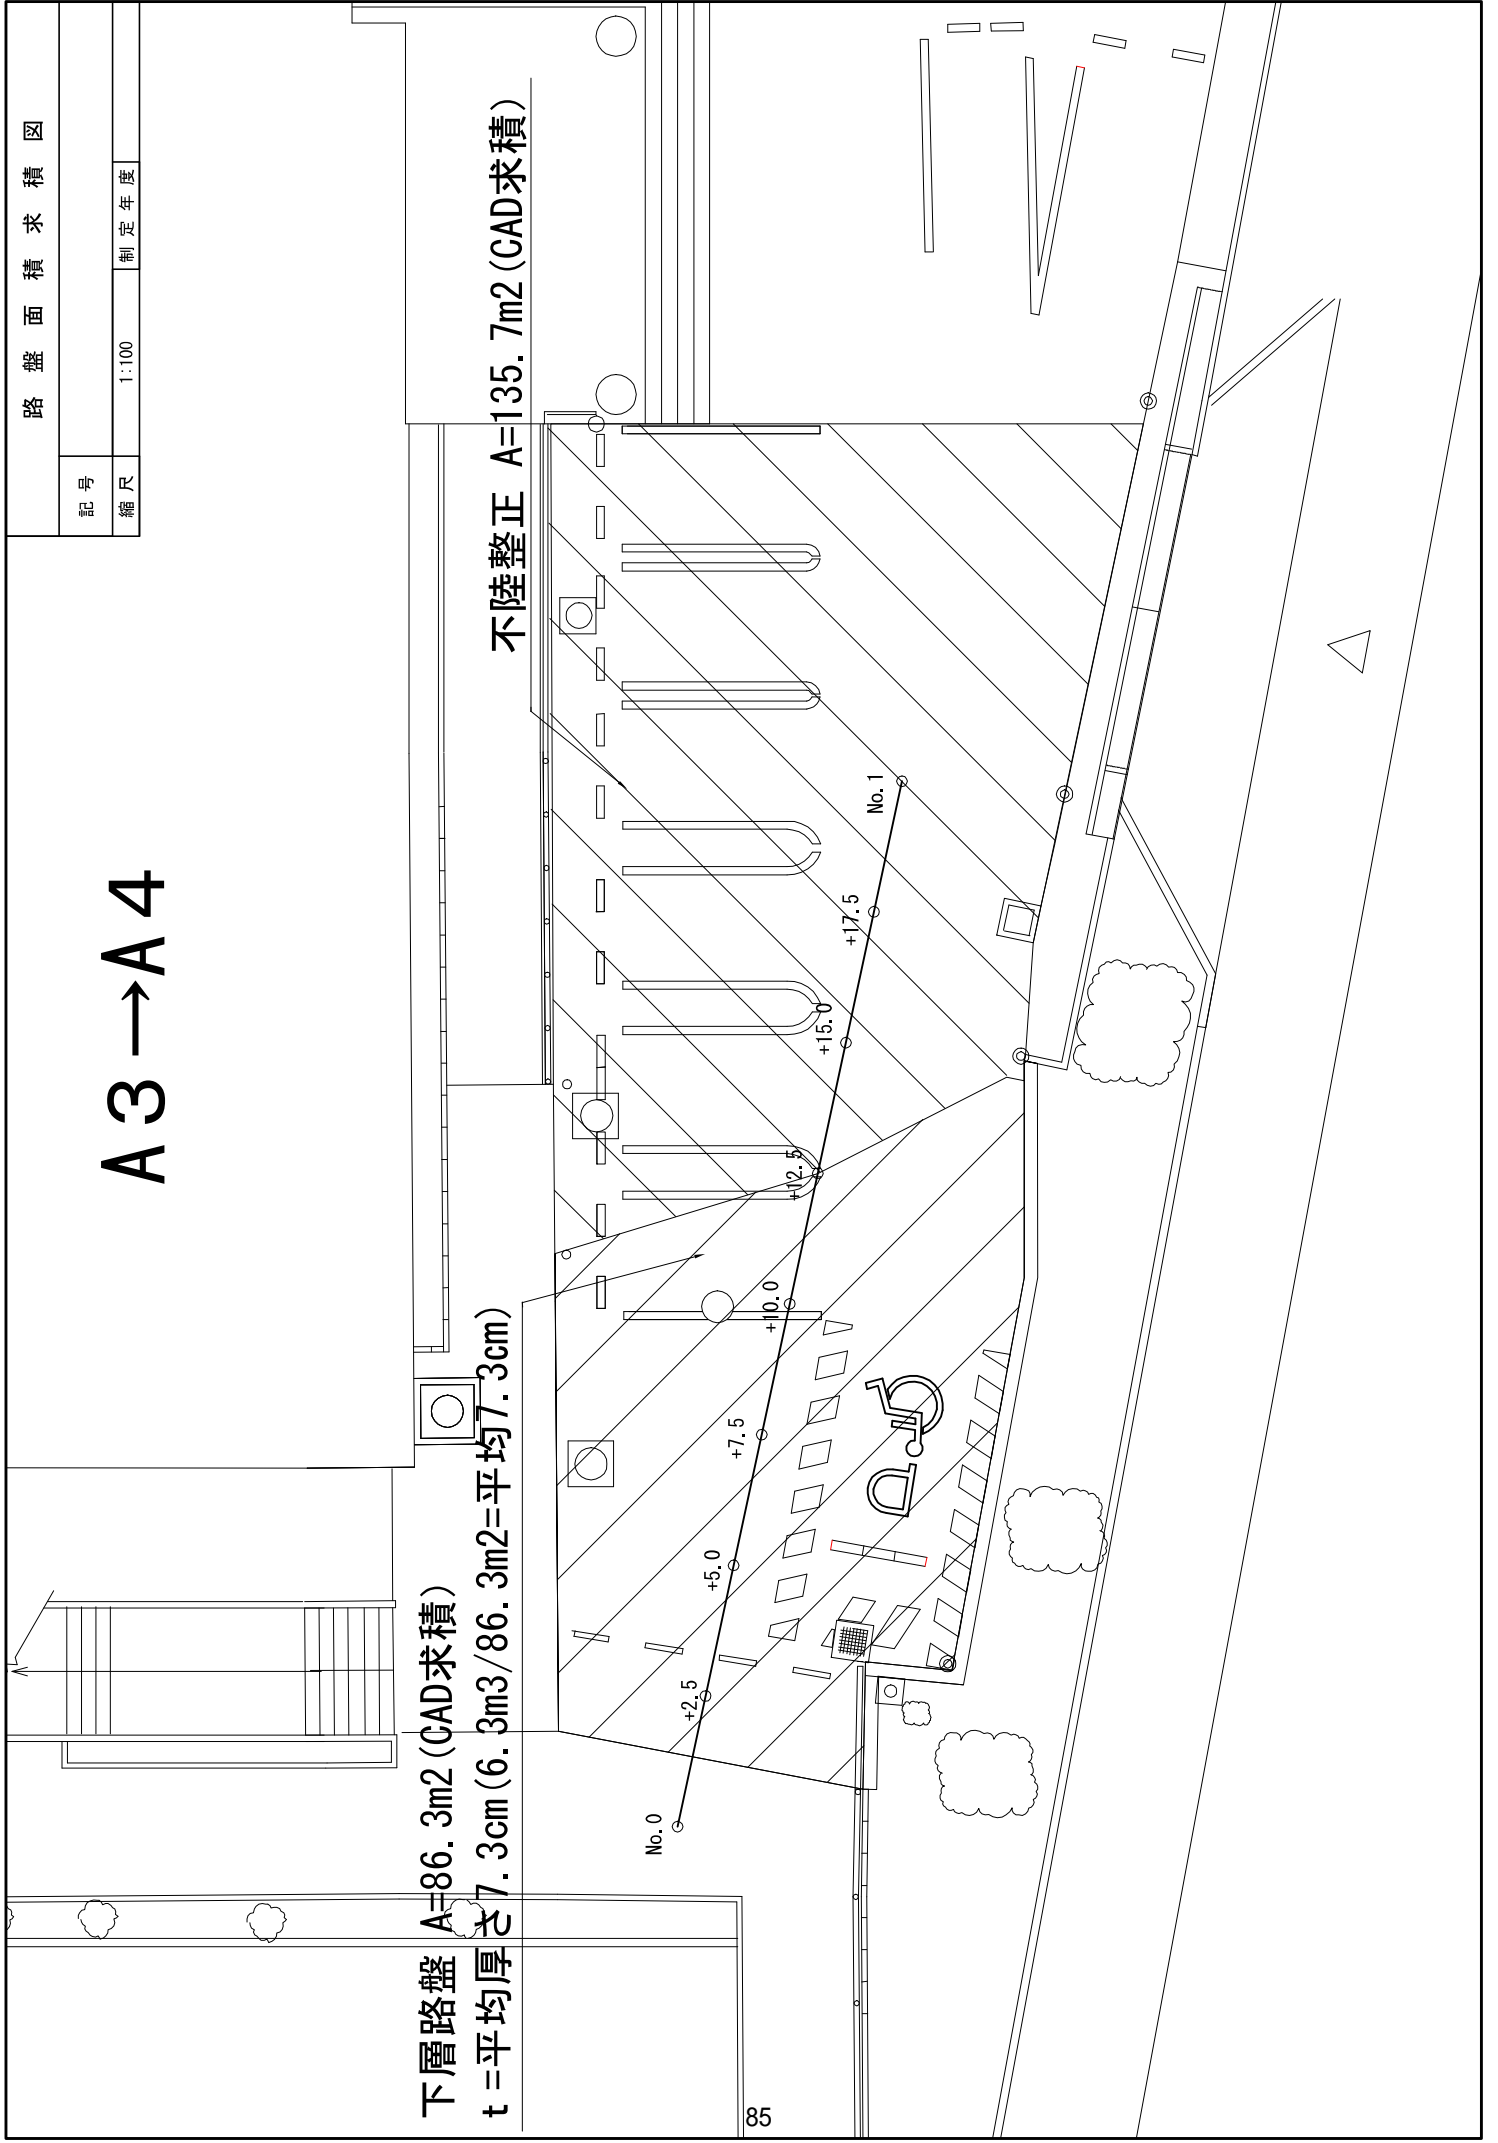 路盤面積求積図
記号
縮尺 1:100 制定年度
A3→A4
不陸整正 A=135.7m2(CAD求積)
下層路盤 A=86.3m2(CAD求積)
t=平均厚さ7.3cm(6.3m3/86.3m2=平均7.3cm)
No.0
+2.5
+5.0
+7.5
+10.0
+12.5
+15.0
+17.5
No.1
85